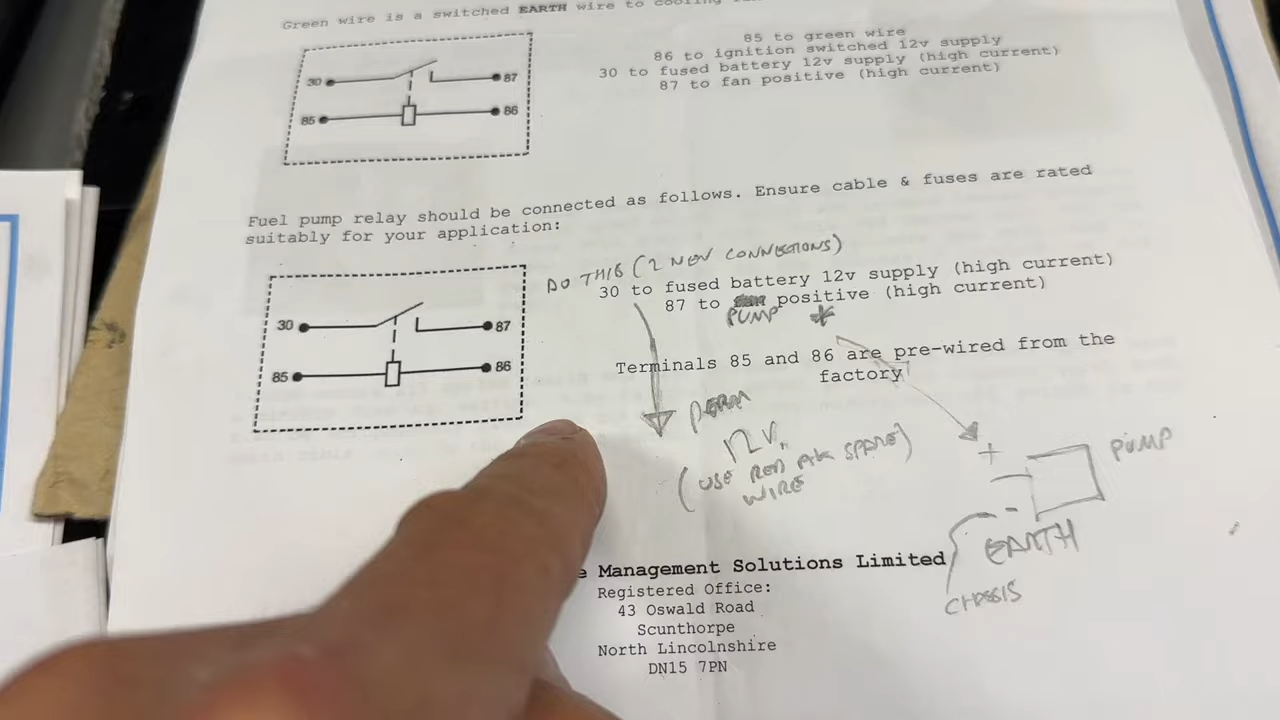 Green wire is a switched EARTH wire to cooling
85 to green wire
86 to ignition switched 12v supply
30 to fused battery 12v supply (high current)
87 to fan positive (high current)
30
87
85
86
Fuel pump relay should be connected as follows. Ensure cable & fuses are rated
suitably for your application:
DO THIS (2 NEW CONNECTIONS)
30 to fused battery 12v supply (high current)
87 to fan positive (high current)
PUMP *
30
87
85
86
Terminals 85 and 86 are pre-wired from the
factory
PERM
12V.
(USE RED SPARE)
WIRE
+
PUMP
-
EARTH
CHASSIS
e Management Solutions Limited
Registered Office:
43 Oswald Road
Scunthorpe
North Lincolnshire
DN15 7PN